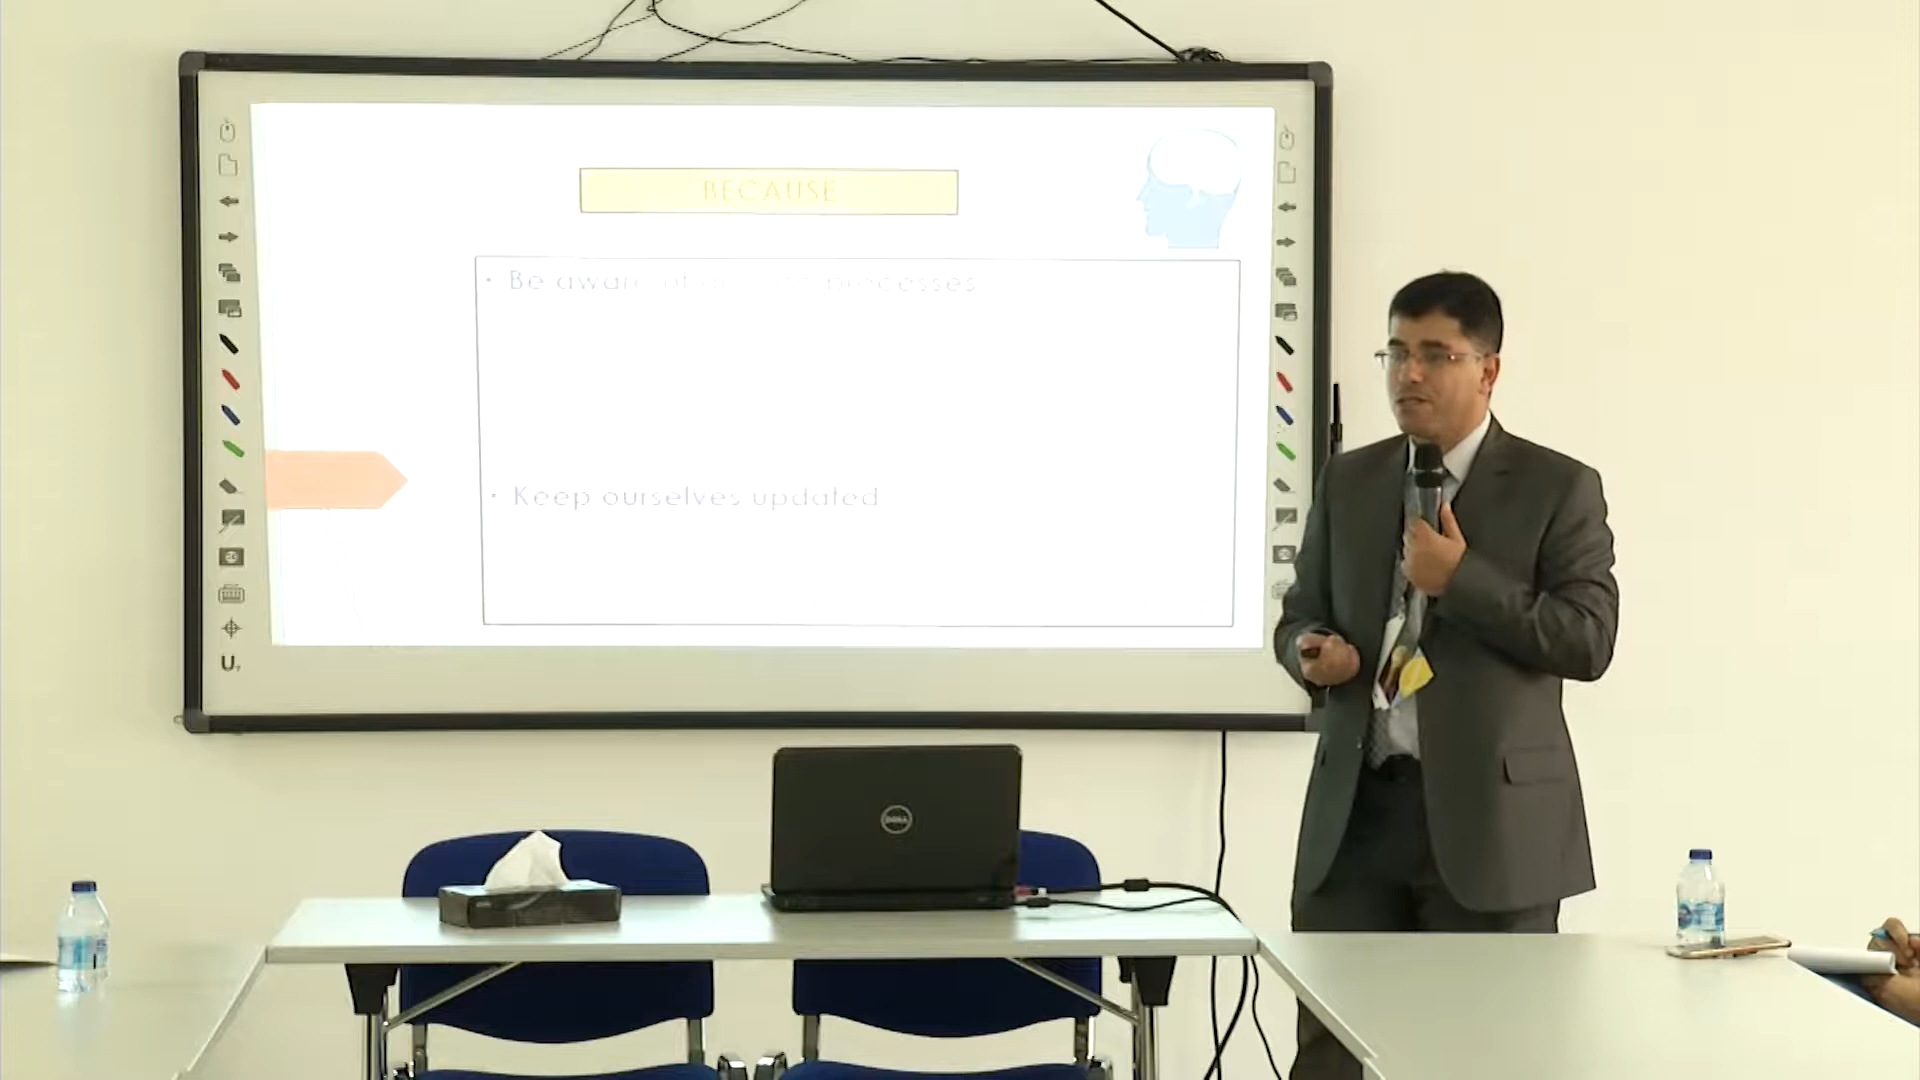 BECAUSE
• Be aware of processes
• Keep ourselves updated
DELL